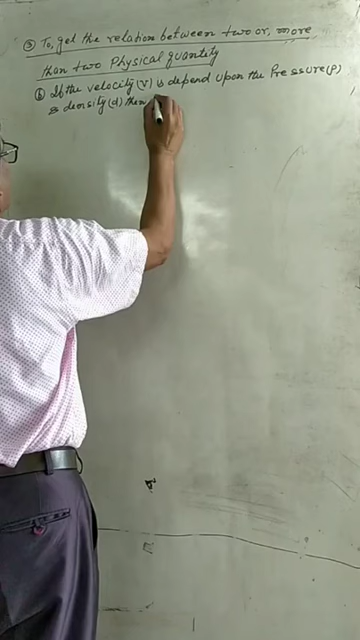 ③ To, get the relation between two or, more
than two Physical quantity
ⓑ If the velocity (v) is depend upon the Pressure (P)
& density (d) then